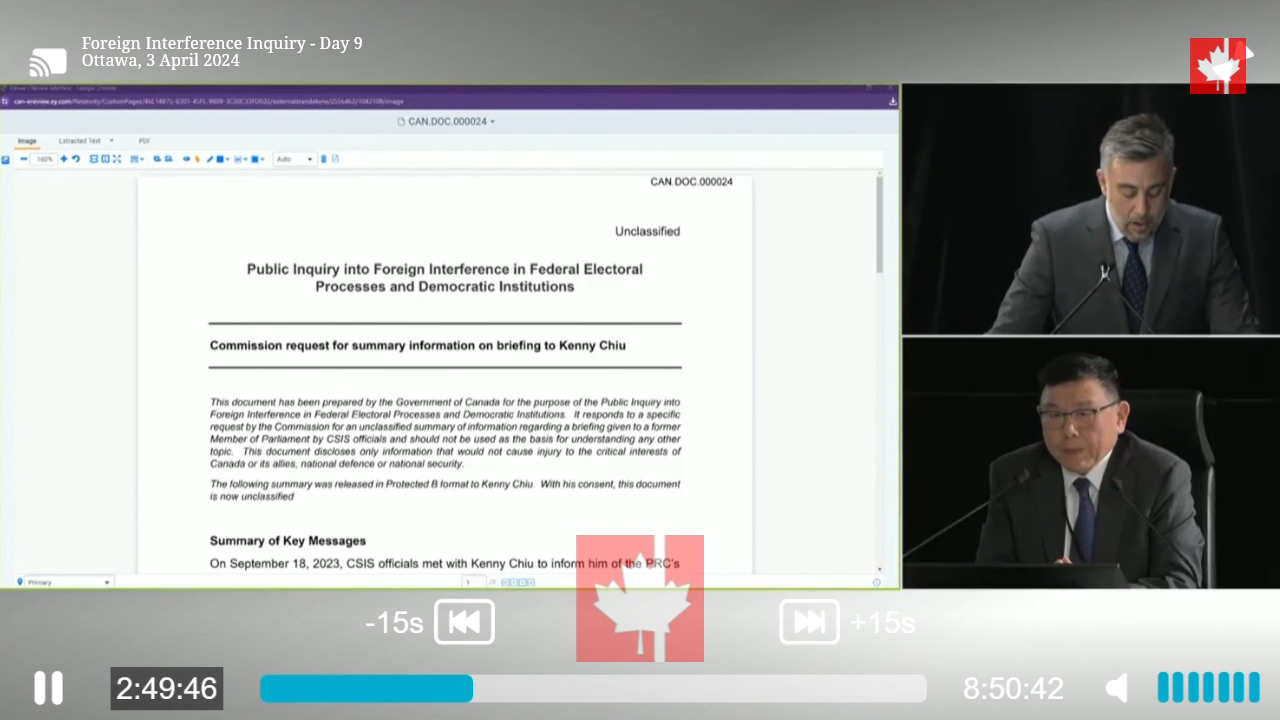 Foreign Interference Inquiry - Day 9
Ottawa, 3 April 2024
CAN.DOC.000024
Image
Extracted Text
PDF
160%
Auto
CAN.DOC.000024
Unclassified
Public Inquiry into Foreign Interference in Federal Electoral
Processes and Democratic Institutions
Commission request for summary information on briefing to Kenny Chiu
This document has been prepared by the Government of Canada for the purpose of the Public Inquiry into
Foreign Interference in Federal Electoral Processes and Democratic Institutions. It responds to a specific
request by the Commission for an unclassified summary of information regarding a briefing given to a former
Member of Parliament by CSIS officials and should not be used as the basis for understanding any other
topic. This document discloses only information that would not cause injury to the critical interests of
Canada or its allies, national defence or national security.
The following summary was released in Protected B format to Kenny Chiu. With his consent, this document
is now unclassified
Summary of Key Messages
On September 18, 2023, CSIS officials met with Kenny Chiu to inform him of the PRC's
Primary
1
-15s
+15s
2:49:46
8:50:42